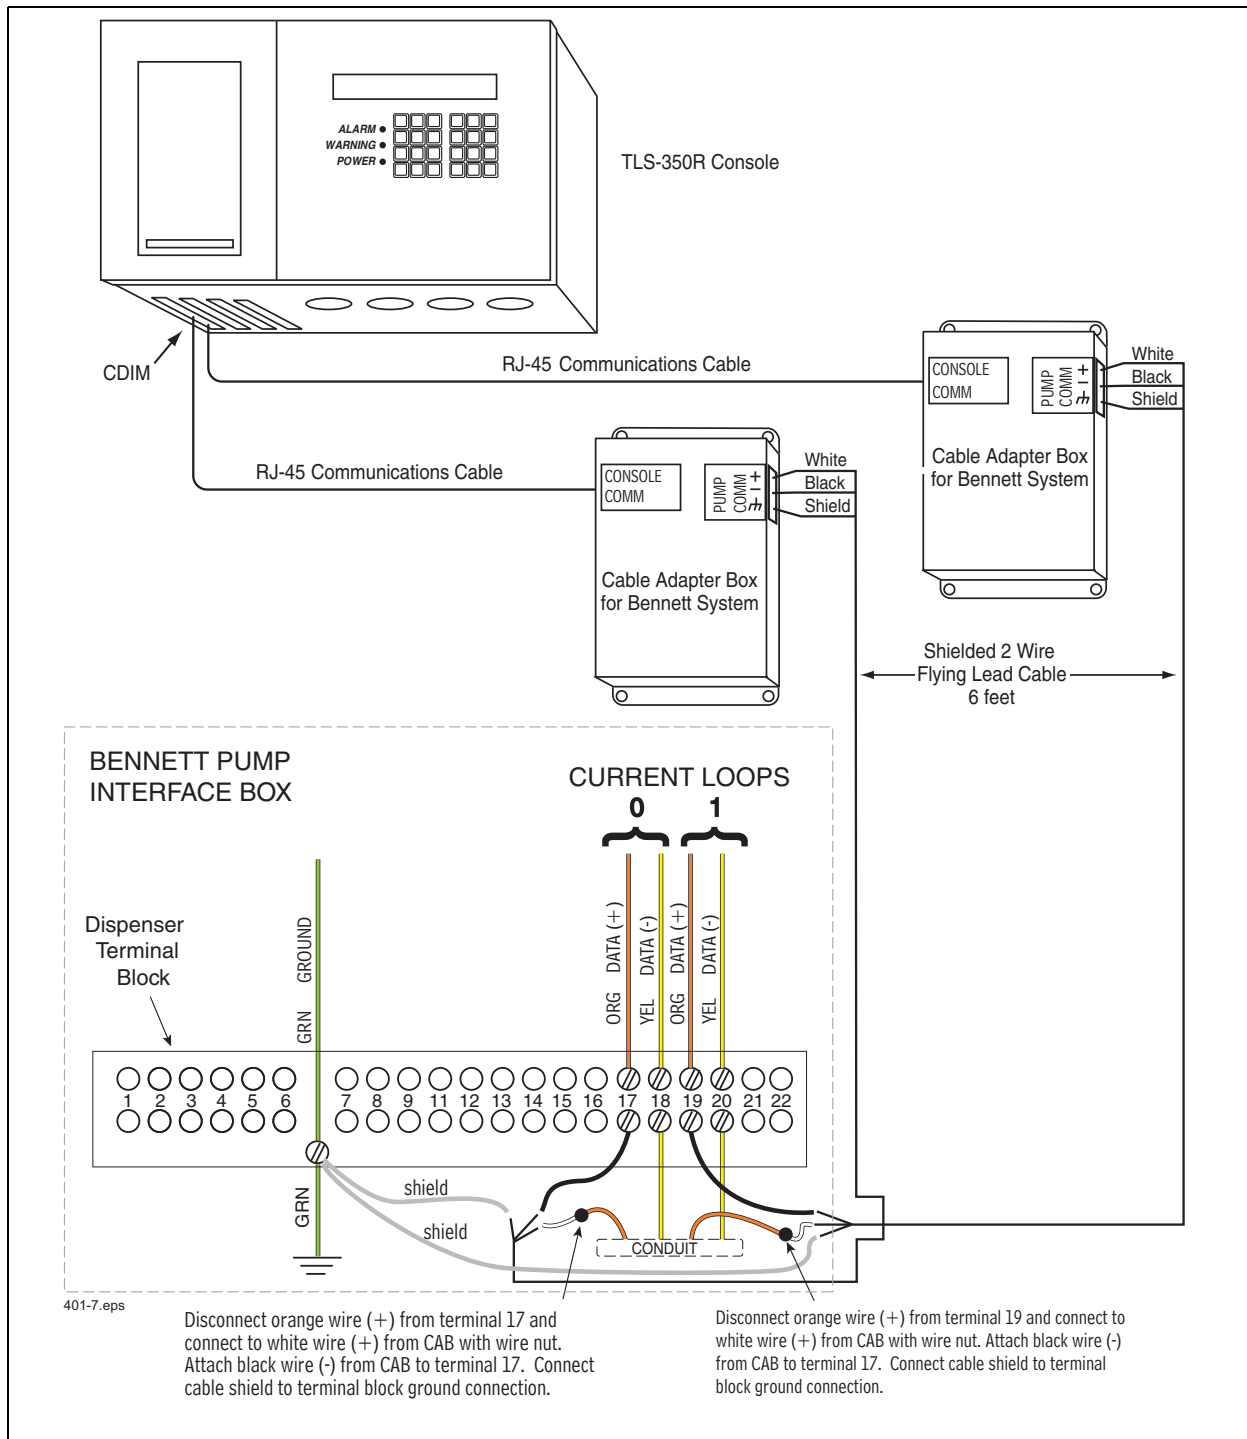 ALARM
WARNING
POWER
TLS-350R Console
CDIM
RJ-45 Communications Cable
CONSOLE
COMM
PUMP
COMM
+
–
White
Black
Shield
Cable Adapter Box
for Bennett System
RJ-45 Communications Cable
CONSOLE
COMM
PUMP
COMM
+
–
White
Black
Shield
Cable Adapter Box
for Bennett System
Shielded 2 Wire
Flying Lead Cable
6 feet
BENNETT PUMP
INTERFACE BOX
CURRENT LOOPS
0 1
Dispenser
Terminal
Block
GRN GROUND
ORG DATA (+)
YEL DATA (-)
ORG DATA (+)
YEL DATA (-)
1 2 3 4 5 6 7 8 9 11 12 13 14 15 16 17 18 19 20 21 22
GRN
shield
shield
CONDUIT
401-7.eps
Disconnect orange wire (+) from terminal 17 and
connect to white wire (+) from CAB with wire nut.
Attach black wire (-) from CAB to terminal 17. Connect
cable shield to terminal block ground connection.
Disconnect orange wire (+) from terminal 19 and connect to
white wire (+) from CAB with wire nut. Attach black wire (-)
from CAB to terminal 17. Connect cable shield to terminal
block ground connection.